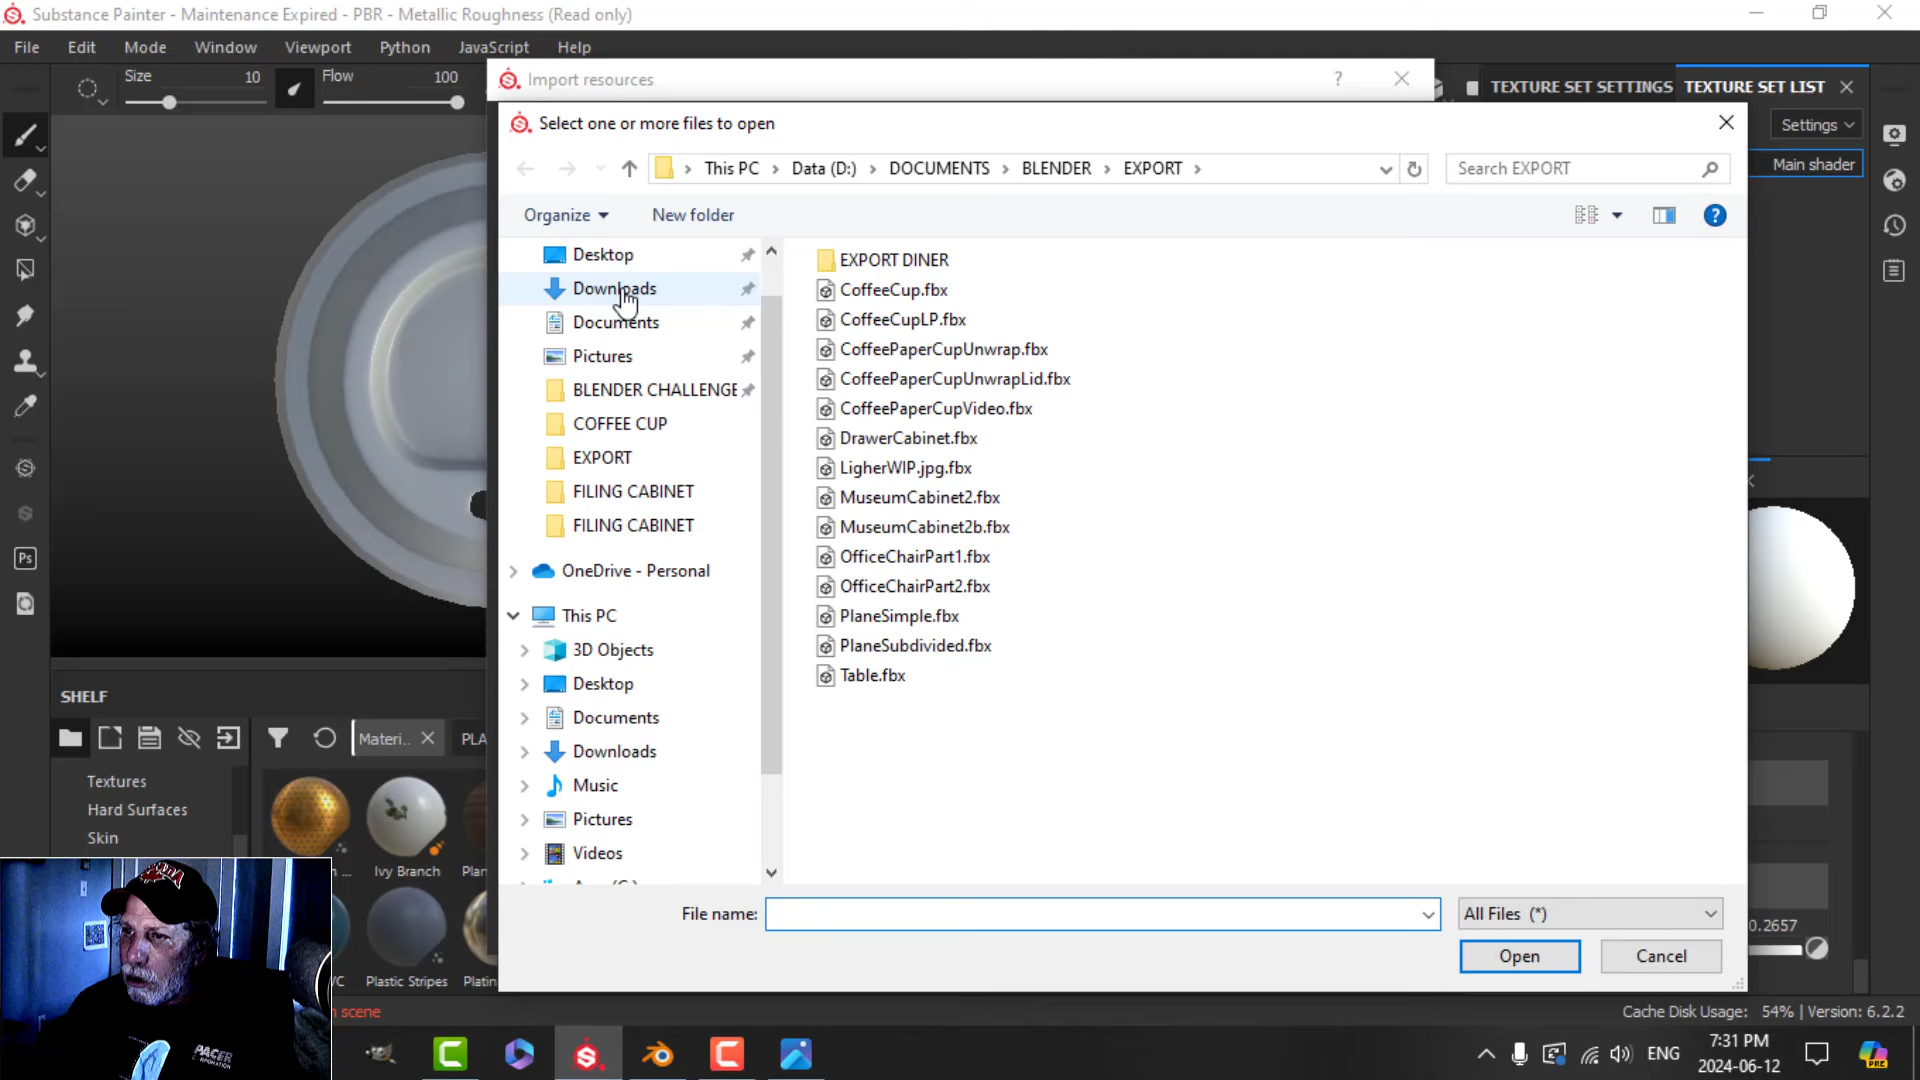 Substance Painter - Maintenance Expired - PBR - Metallic Roughness (Read only)
File Edit Mode Window Viewport Python JavaScript Help
Size 10 Flow 100
Import resources ?
TEXTURE SET SETTINGS TEXTURE SET LIST
Select one or more files to open
Settings
This PC Data (D:) DOCUMENTS BLENDER EXPORT Search EXPORT
Main shader
Organize New folder
Desktop
Downloads
Documents
Pictures
BLENDER CHALLENGE
COFFEE CUP
EXPORT
FILING CABINET
FILING CABINET
OneDrive - Personal
This PC
3D Objects
Desktop
Documents
Downloads
Music
Pictures
Videos
EXPORT DINER
CoffeeCup.fbx
CoffeeCupLP.fbx
CoffeePaperCupUnwrap.fbx
CoffeePaperCupUnwrapLid.fbx
CoffeePaperCupVideo.fbx
DrawerCabinet.fbx
LigherWIP.jpg.fbx
MuseumCabinet2.fbx
MuseumCabinet2b.fbx
OfficeChairPart1.fbx
OfficeChairPart2.fbx
PlaneSimple.fbx
PlaneSubdivided.fbx
Table.fbx
File name: All Files (*)
Open Cancel
Ps
SHELF
Materi.. PLA
Textures
Hard Surfaces
Skin
Ivy Branch
Plastic Stripes Platin
0.2657
PACER
CORPORATION
n scene
Cache Disk Usage: 54% | Version: 6.2.2
ENG
7:31 PM
2024-06-12
PRE